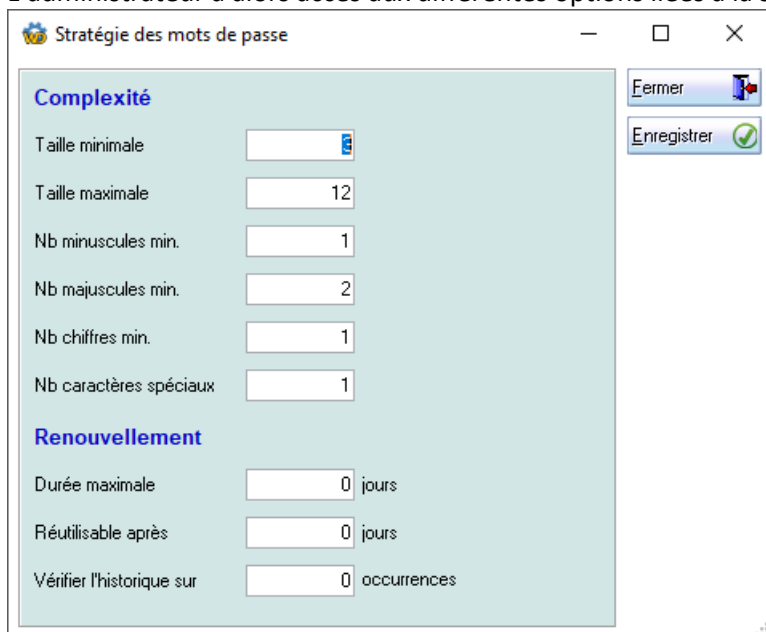 Stratégie des mots de passe
Fermer
Enregistrer
Complexité
Taille minimale
Taille maximale 12
Nb minuscules min. 1
Nb majuscules min. 2
Nb chiffres min. 1
Nb caractères spéciaux 1
Renouvellement
Durée maximale 0 jours
Réutilisable après 0 jours
Vérifier l'historique sur 0 occurrences